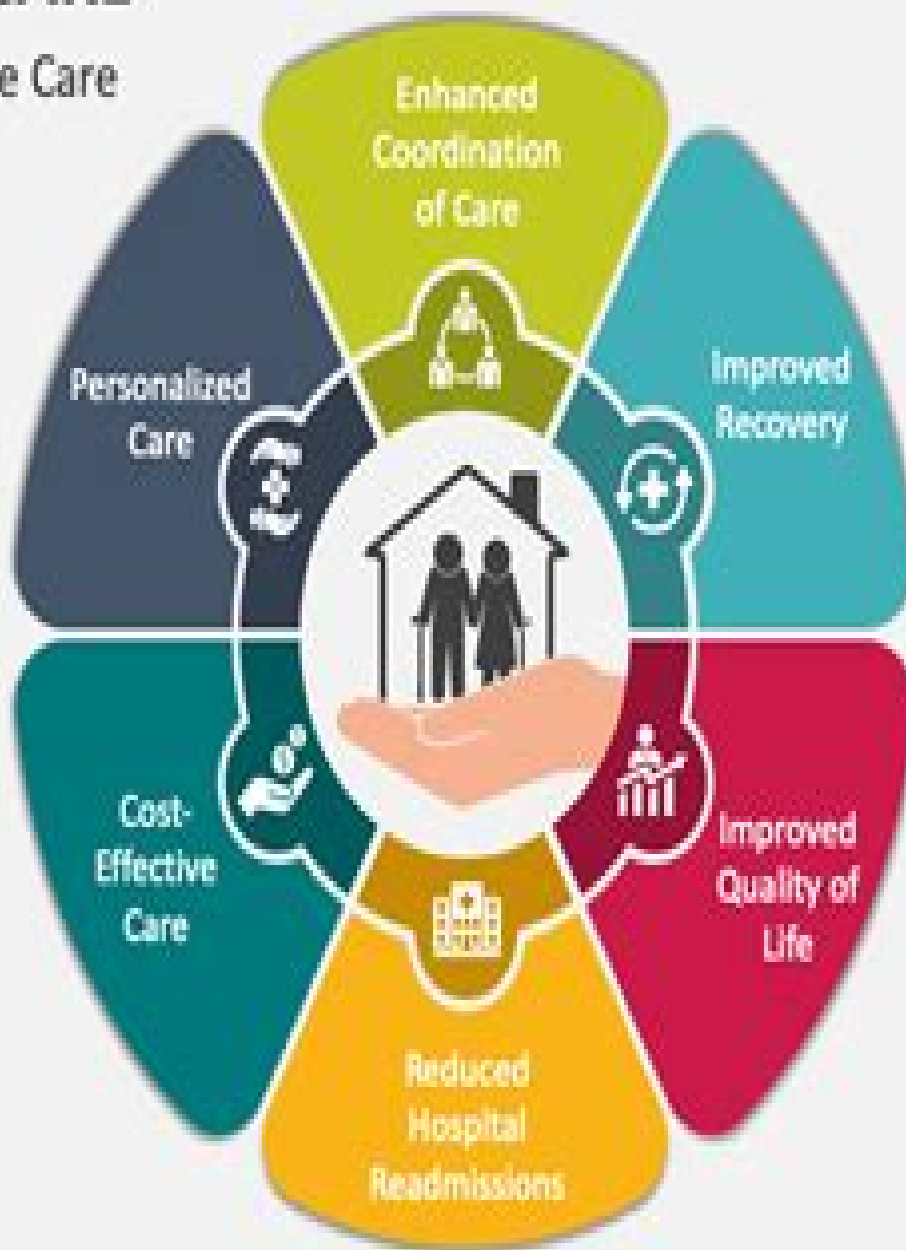 e Care
Enhanced
Coordination
of Care
Improved
Recovery
Personalized
Care
Cost-
Effective
Care
Improved
Quality of
Life
Reduced
Hospital
Readmissions